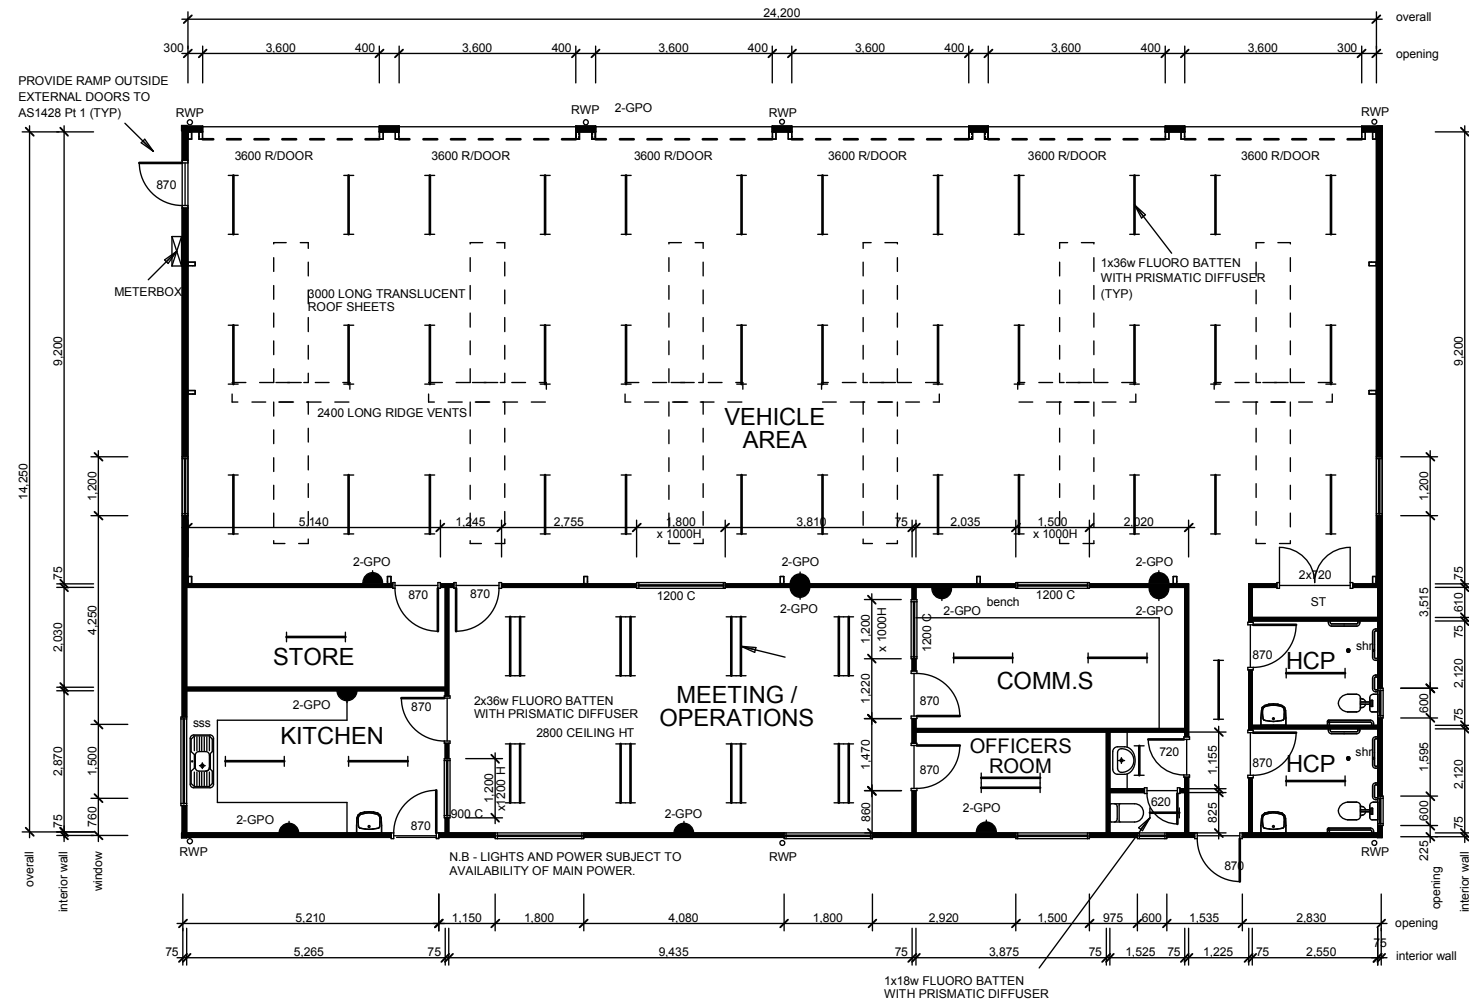 24,200
overall
300
3,600
400
3,600
400
3,600
400
3,600
400
3,600
400
3,600
300
opening
PROVIDE RAMP OUTSIDE
EXTERNAL DOORS TO
AS1428 Pt 1 (TYP)
RWP
RWP
2-GPO
RWP
RWP
3600 R/DOOR
3600 R/DOOR
3600 R/DOOR
3600 R/DOOR
3600 R/DOOR
3600 R/DOOR
870
METERBOX
3000 LONG TRANSLUCENT
ROOF SHEETS
1x36w FLUORO BATTEN
WITH PRISMATIC DIFFUSER
(TYP)
2400 LONG RIDGE VENTS
VEHICLE
AREA
14,250
9,200
75
2,030
2,870
75
1,200
4,250
1,500
760
overall
interior wall
window
5,140
1,245
2,755
1,800
x 1000H
3,810
75
2,035
1,500
x 1000H
2,020
2-GPO
2-GPO
2-GPO
870
870
1200 C
2-GPO
2-GPO
bench
1200 C
2-GPO
2x720
ST
STORE
1,200
x 1000H
1200 C
1,220
1,470
860
COMM.S
870
870
HCP
shr
2-GPO
870
2x36w FLUORO BATTEN
WITH PRISMATIC DIFFUSER
2800 CEILING HT
MEETING /
OPERATIONS
sss
KITCHEN
1,200
x1200 H
900 C
OFFICERS
ROOM
870
720
620
1,155
825
870
HCP
shr
2-GPO
870
2-GPO
2-GPO
RWP
RWP
RWP
870
N.B - LIGHTS AND POWER SUBJECT TO
AVAILABILITY OF MAIN POWER.
1,200
3,515
600
1,595
600
225
opening
9,200
75
610
75
2,120
75
2,120
75
interior wall
5,210
1,150
1,800
4,080
1,800
2,920
1,500
975
600
1,535
2,830
opening
75
5,265
75
9,435
75
3,875
75
1,525
75
1,225
75
2,550
75
interior wall
1x18w FLUORO BATTEN
WITH PRISMATIC DIFFUSER